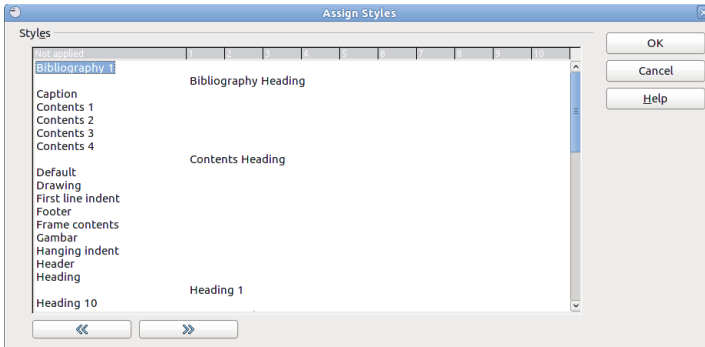 Assign Styles
Styles
Not applied 1 2 3 4 5 6 7 8 9 10
Bibliography 1
Bibliography Heading
Caption
Contents 1
Contents 2
Contents 3
Contents 4
Contents Heading
Default
Drawing
First line indent
Footer
Frame contents
Gambar
Hanging indent
Header
Heading
Heading 1
Heading 10
OK
Cancel
Help